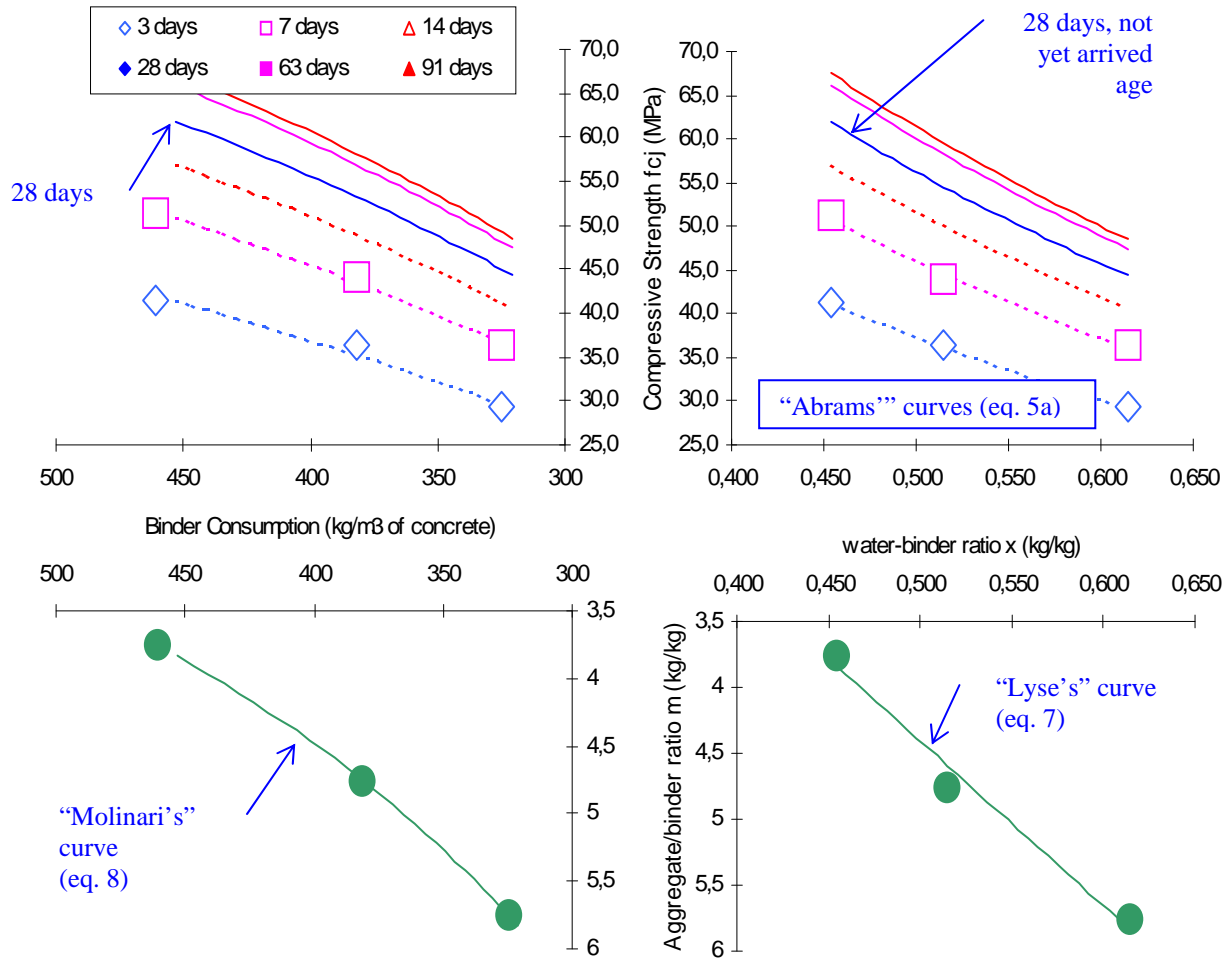 3 days 7 days 14 days
28 days 63 days 91 days
28 days
70,0
65,0
60,0
55,0
50,0
45,0
40,0
35,0
30,0
25,0
500 450 400 350 300
Binder Consumption (kg/m3 of concrete)
28 days, not
yet arrived
age
Compressive Strength fcj (MPa)
70,0
65,0
60,0
55,0
50,0
45,0
40,0
35,0
30,0
25,0
“Abrams’” curves (eq. 5a)
0,400 0,450 0,500 0,550 0,600 0,650
water-binder ratio x (kg/kg)
500 450 400 350 300
3,5
4
4,5
5
5,5
6
“Molinari’s”
curve
(eq. 8)
0,400 0,450 0,500 0,550 0,600 0,650
Aggregate/binder ratio m (kg/kg)
3,5
4
4,5
5
5,5
6
“Lyse’s” curve
(eq. 7)